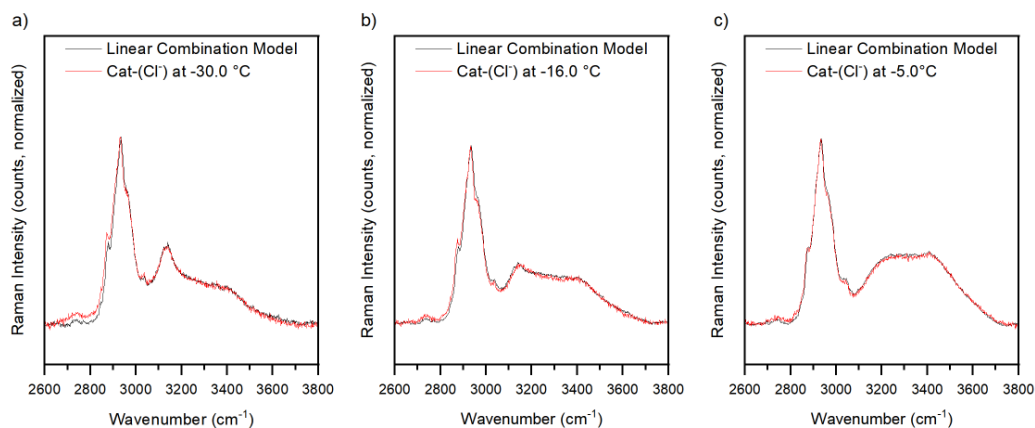 a)
Raman Intensity (counts, normalized)
Linear Combination Model
Cat-(Cl⁻) at -30.0 °C
2600 2800 3000 3200 3400 3600 3800
Wavenumber (cm⁻¹)
b)
Raman Intensity (counts, normalized)
Linear Combination Model
Cat-(Cl⁻) at -16.0 °C
2600 2800 3000 3200 3400 3600 3800
Wavenumber (cm⁻¹)
c)
Raman Intensity (counts, normalized)
Linear Combination Model
Cat-(Cl⁻) at -5.0°C
2600 2800 3000 3200 3400 3600 3800
Wavenumber (cm⁻¹)